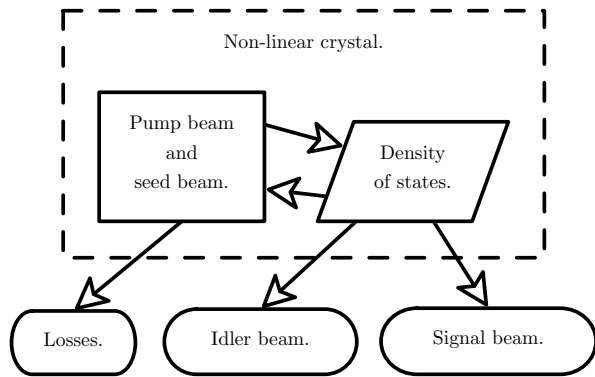 Non-linear crystal.
Pump beam
and
seed beam.
Density
of states.
Losses.
Idler beam.
Signal beam.